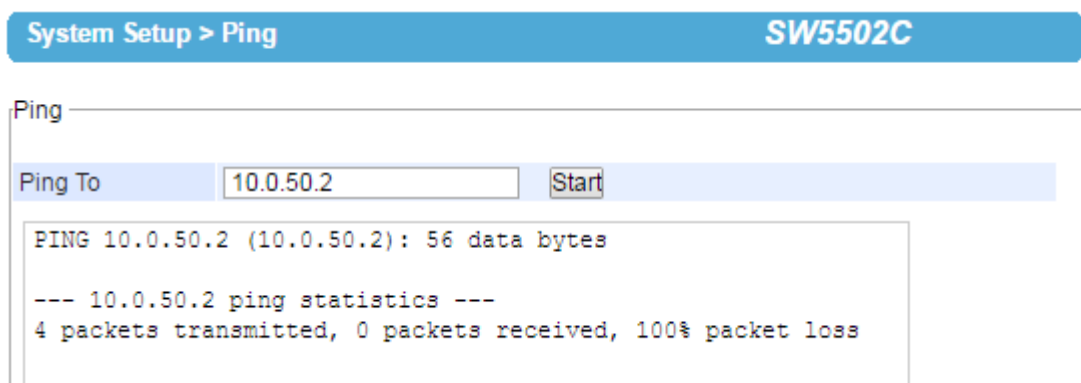 System Setup > Ping SW5502C
Ping
Ping To 10.0.50.2 Start
PING 10.0.50.2 (10.0.50.2): 56 data bytes
--- 10.0.50.2 ping statistics ---
4 packets transmitted, 0 packets received, 100% packet loss